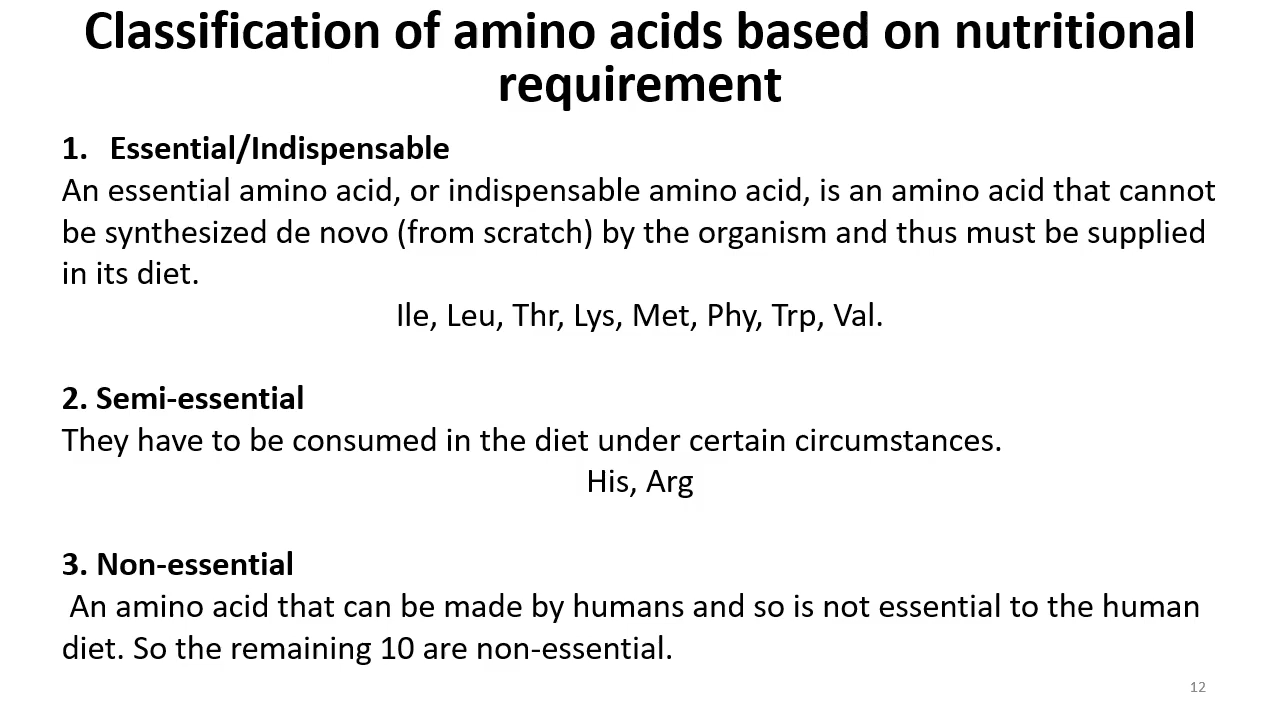 Classification of amino acids based on nutritional
requirement
1. Essential/Indispensable
An essential amino acid, or indispensable amino acid, is an amino acid that cannot
be synthesized de novo (from scratch) by the organism and thus must be supplied
in its diet.
Ile, Leu, Thr, Lys, Met, Phy, Trp, Val.
2. Semi-essential
They have to be consumed in the diet under certain circumstances.
His, Arg
3. Non-essential
An amino acid that can be made by humans and so is not essential to the human
diet. So the remaining 10 are non-essential.
12